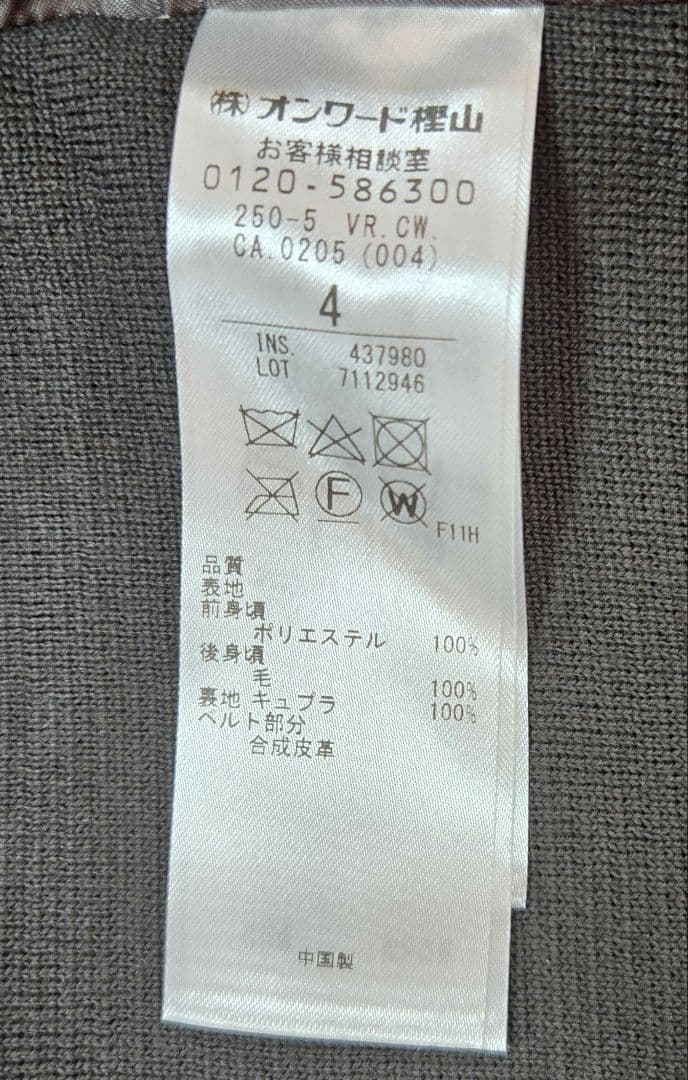 (株)オンワード樫山
お客様相談室
0120-586300
250-5 VR.CW.
CA.0205 (004)
4
INS. 437980
LOT 7112946
F
W
F11H
品質
表地
前身頃
ポリエステル 100%
後身頃
毛 100%
裏地 キュプラ 100%
ベルト部分
合成皮革
中国製